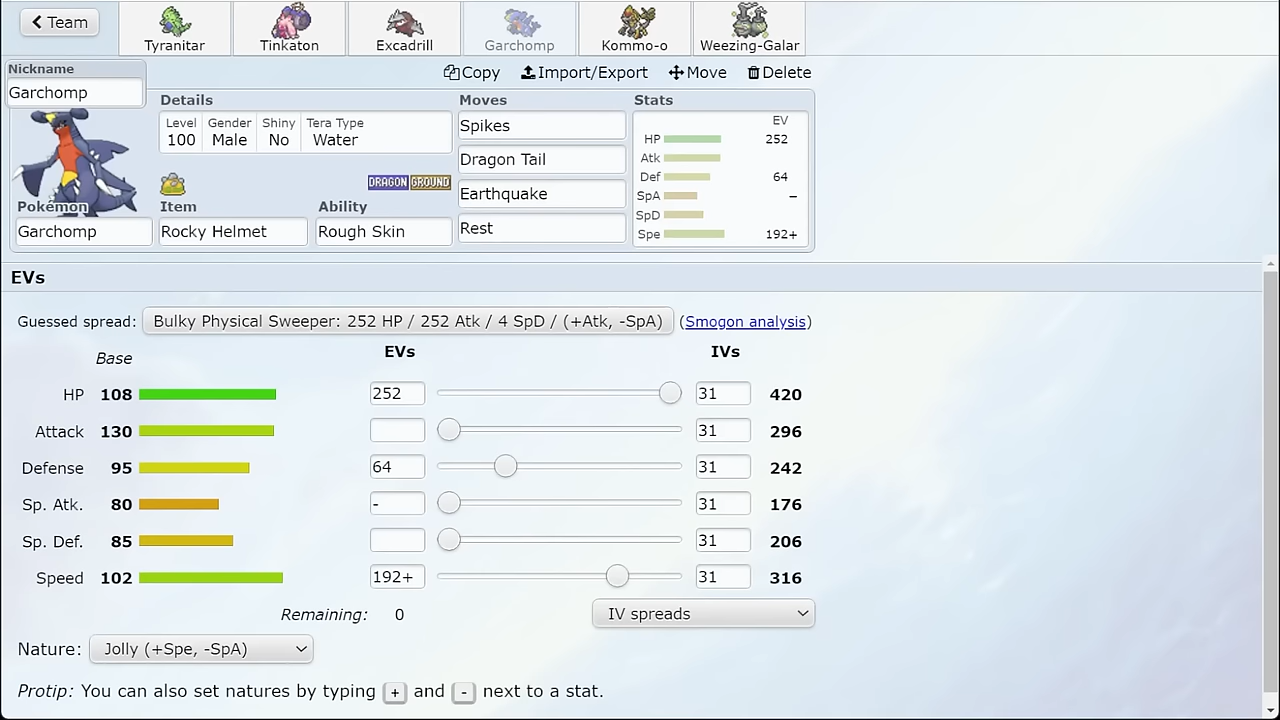 Team
Tyranitar
Tinkaton
Excadrill
Garchomp
Kommo-o
Weezing-Galar
Nickname
Garchomp
Copy
Import/Export
Move
Delete
Details
Level Gender Shiny Tera Type
100 Male No Water
DRAGON GROUND
Pokémon
Garchomp
Item
Rocky Helmet
Ability
Rough Skin
Moves
Spikes
Dragon Tail
Earthquake
Rest
Stats
EV
HP 252
Atk
Def 64
SpA –
SpD
Spe 192+
EVs
Guessed spread: Bulky Physical Sweeper: 252 HP / 252 Atk / 4 SpD / (+Atk, -SpA) (Smogon analysis)
Base EVs IVs
HP 108 252 31 420
Attack 130 31 296
Defense 95 64 31 242
Sp. Atk. 80 - 31 176
Sp. Def. 85 31 206
Speed 102 192+ 31 316
Remaining: 0 IV spreads
Nature: Jolly (+Spe, -SpA)
Protip: You can also set natures by typing + and - next to a stat.